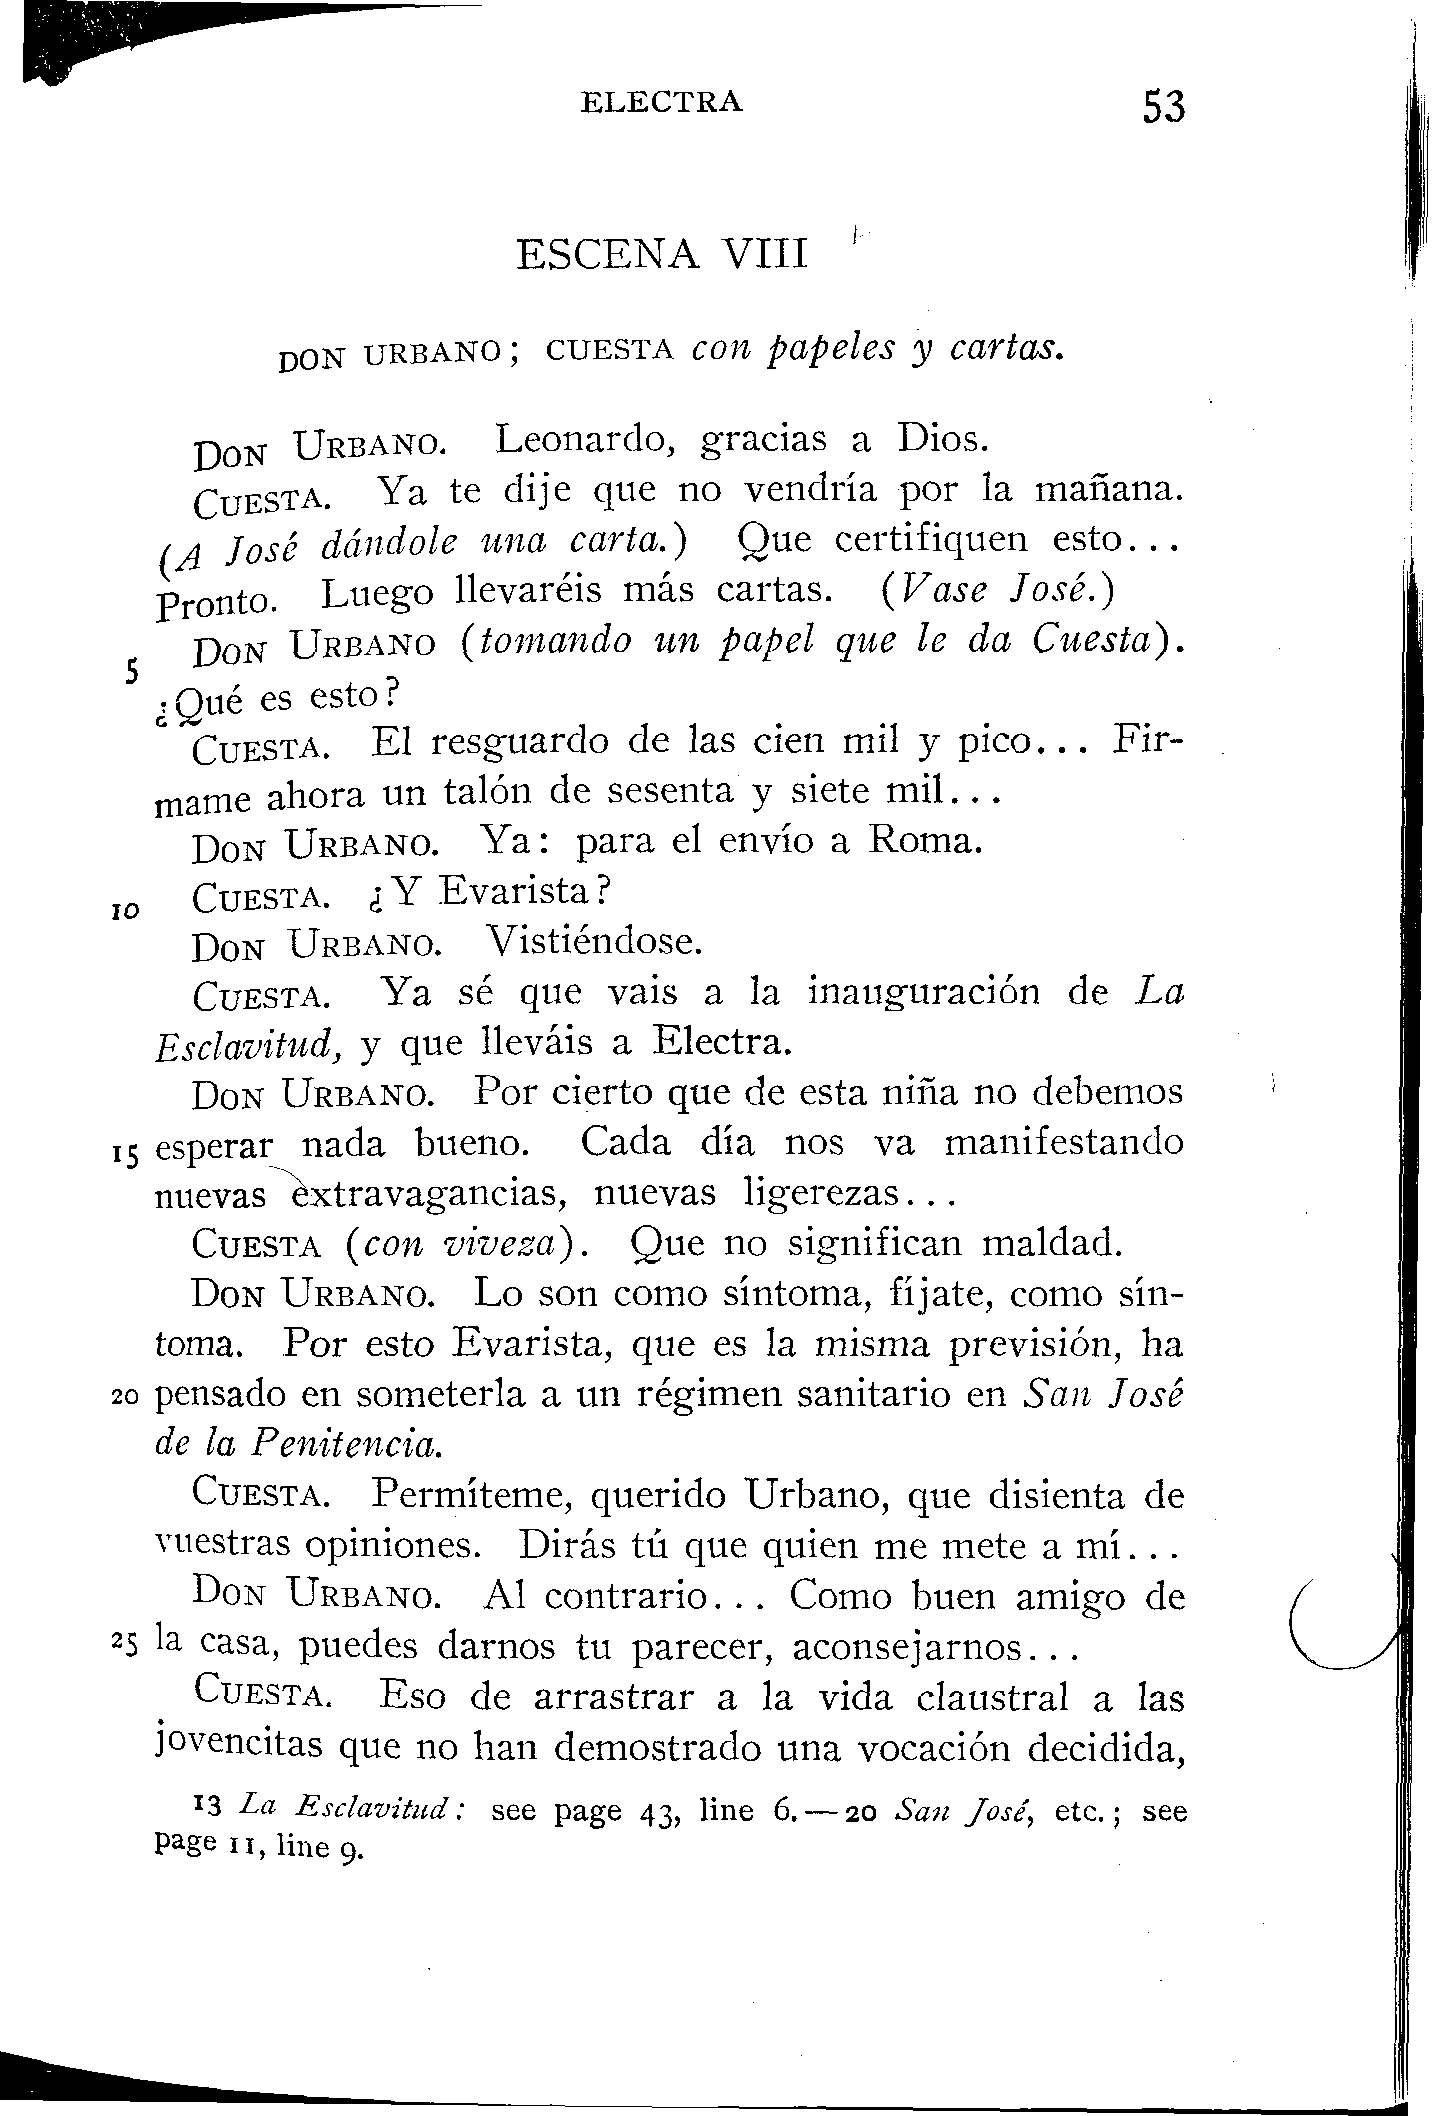 ELECTRA 53
ESCENA VIII
DON URBANO; CUESTA con papeles y cartas.
DON URBANO. Leonardo, gracias a Dios.
CUESTA. Ya te dije que no vendría por la mañana.
(A José dándole una carta.) Que certifiquen esto...
Pronto. Luego llevaréis más cartas. (Vase José.)
5 DON URBANO (tomando un papel que le da Cuesta).
¿Qué es esto?
CUESTA. El resguardo de las cien mil y pico... Fir-
mame ahora un talón de sesenta y siete mil...
DON URBANO. Ya: para el envío a Roma.
10 CUESTA. ¿Y Evarista?
DON URBANO. Vistiéndose.
CUESTA. Ya sé que vais a la inauguración de La
Esclavitud, y que lleváis a Electra.
DON URBANO. Por cierto que de esta niña no debemos
15 esperar nada bueno. Cada día nos va manifestando
nuevas extravagancias, nuevas ligerezas...
CUESTA (con viveza). Que no significan maldad.
DON URBANO. Lo son como síntoma, fíjate, como sín-
toma. Por esto Evarista, que es la misma previsión, ha
20 pensado en someterla a un régimen sanitario en San José
de la Penitencia.
CUESTA. Permíteme, querido Urbano, que disienta de
vuestras opiniones. Dirás tú que quien me mete a mí...
DON URBANO. Al contrario... Como buen amigo de
25 la casa, puedes darnos tu parecer, aconsejarnos...
CUESTA. Eso de arrastrar a la vida claustral a las
jovencitas que no han demostrado una vocación decidida,
13 La Esclavitud: see page 43, line 6.—20 San José, etc.; see
page 11, line 9.